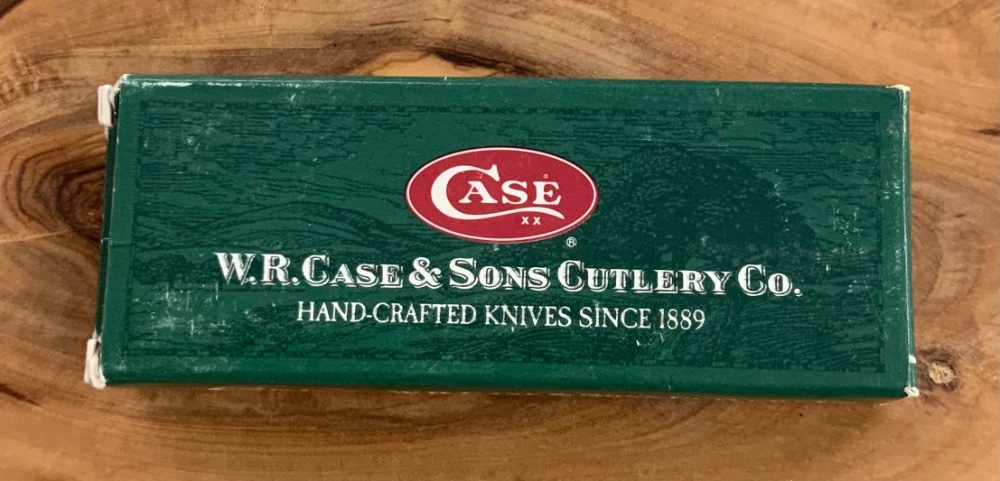 CASE
XX
®
W.R. CASE & SONS CUTLERY CO.
HAND-CRAFTED KNIVES SINCE 1889